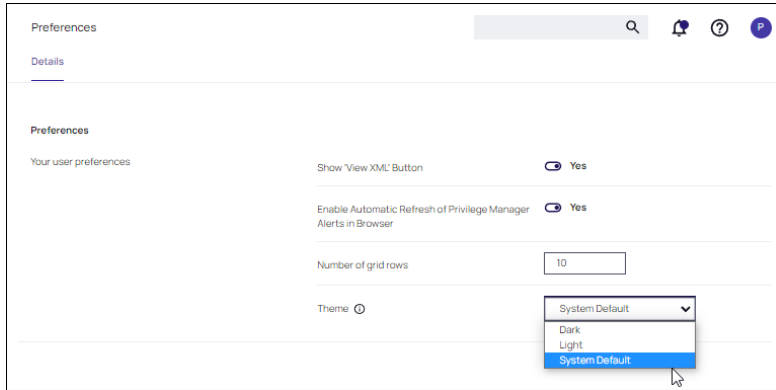 Preferences
P
Details
Preferences
Your user preferences
Show 'View XML' Button
Yes
Enable Automatic Refresh of Privilege Manager
Alerts in Browser
Yes
Number of grid rows
10
Theme
System Default
Dark
Light
System Default